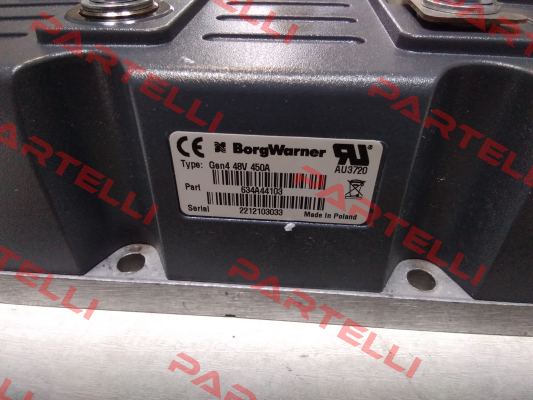 PARTELLI
PARTELLI
PARTELLI
PARTELLI
PARTELLI
CE BorgWarner RU
Type: Gen4 48V 450A AU3720
Part 634A44103
Serial 2212103033 Made in Poland